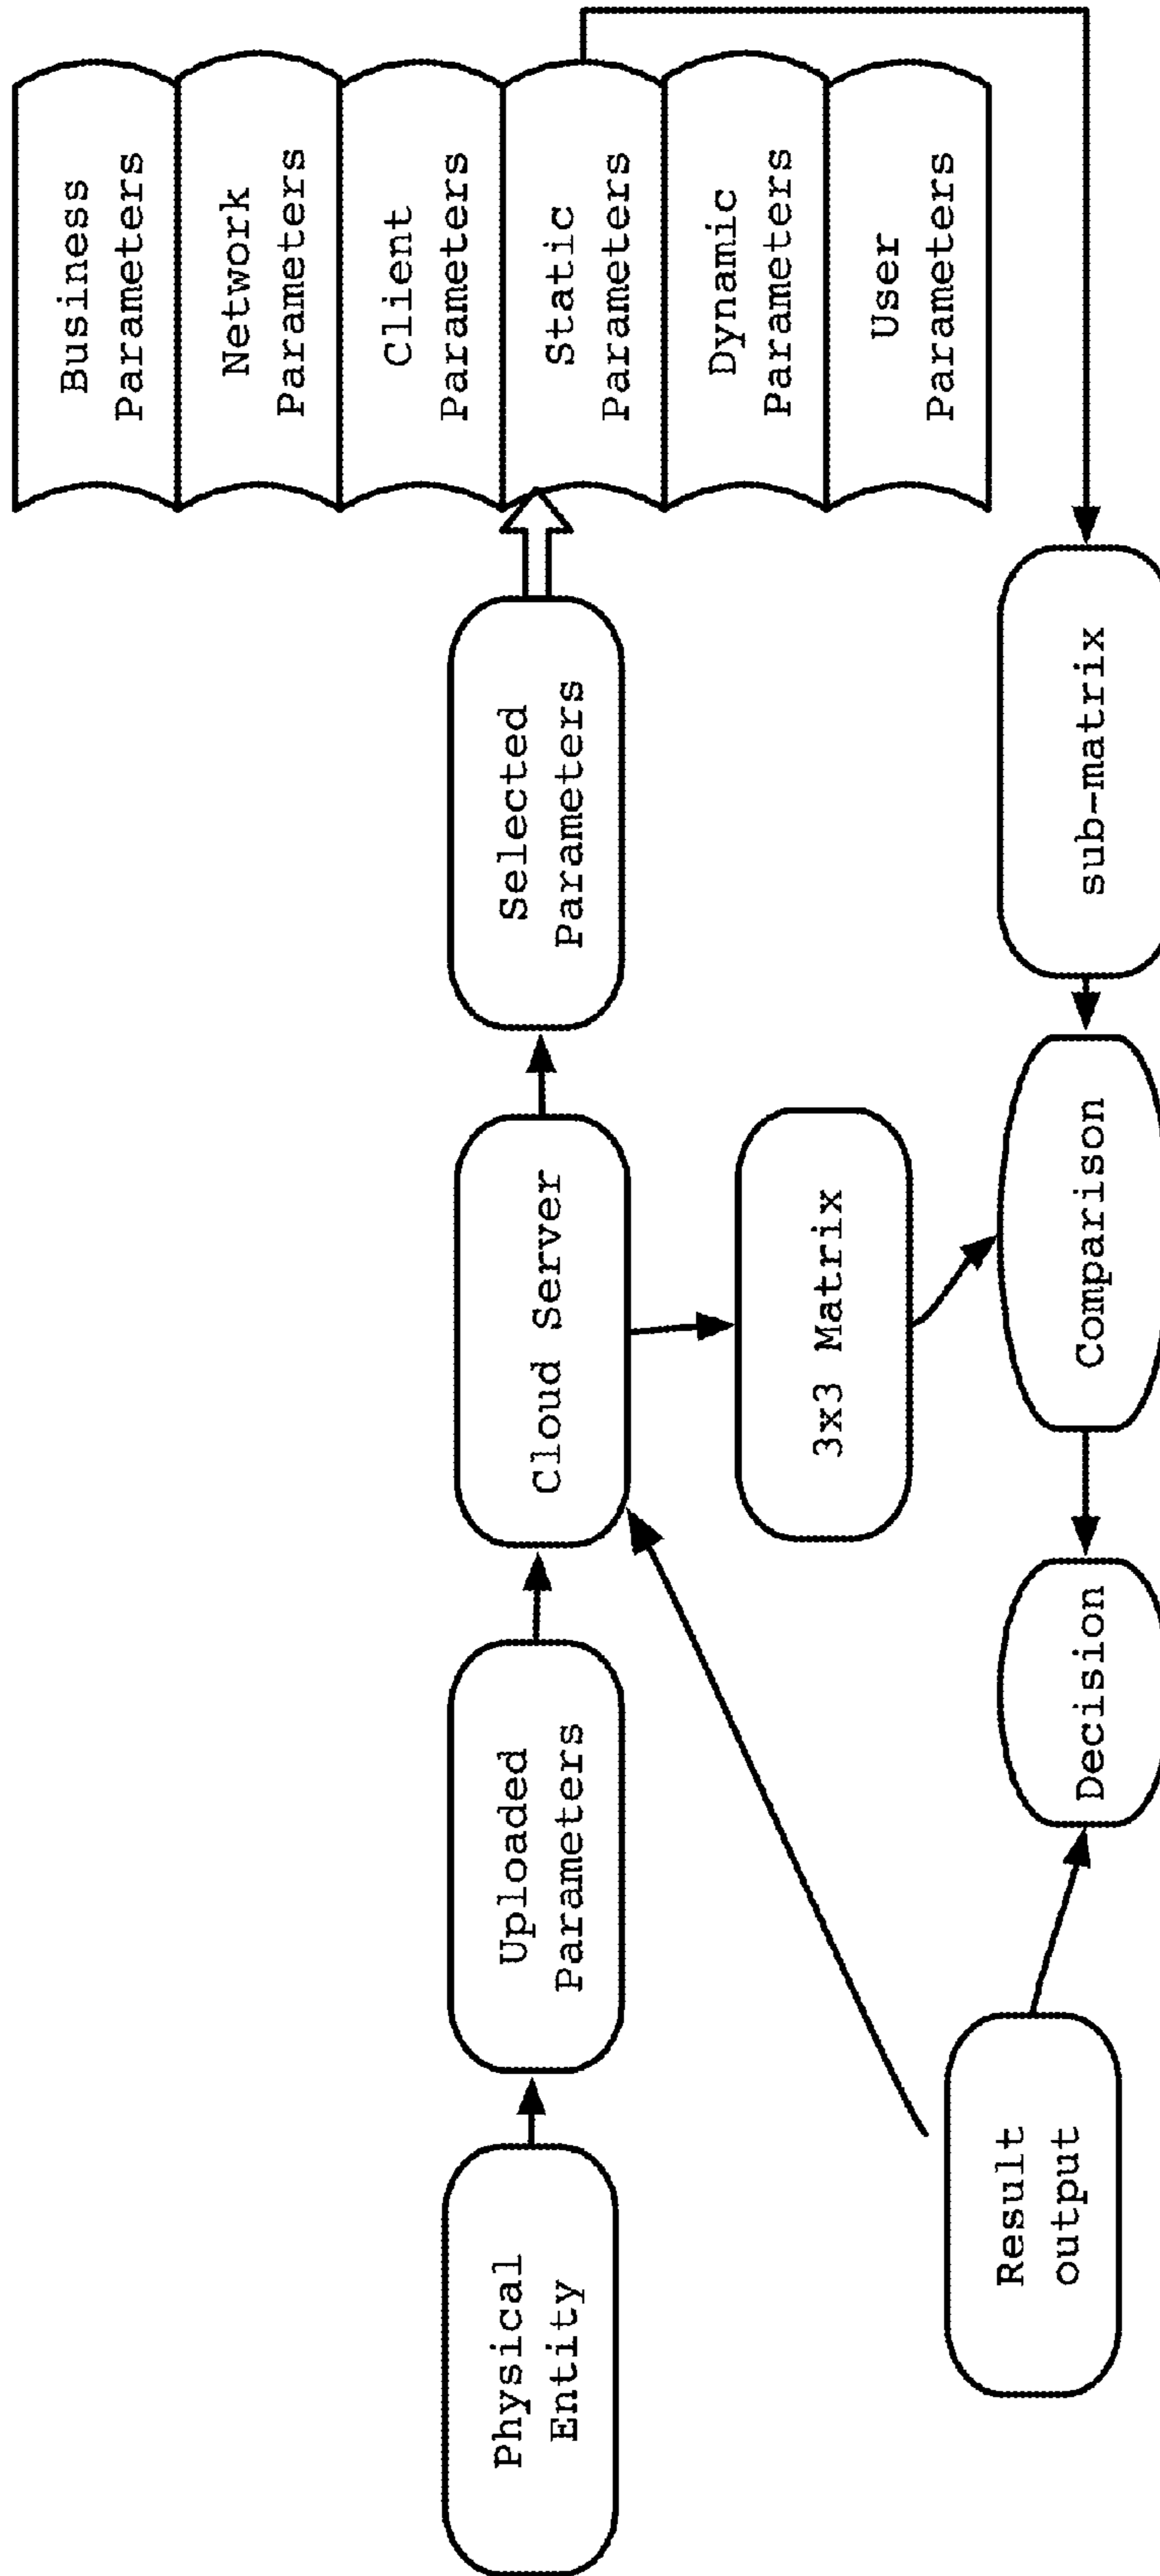 Business
Parameters
Network
Parameters
Client
Parameters
Static
Parameters
Dynamic
Parameters
User
Parameters
Physical
Entity
Uploaded
Parameters
Cloud Server
Selected
Parameters
3x3 Matrix
Result
output
Decision
Comparison
sub-matrix